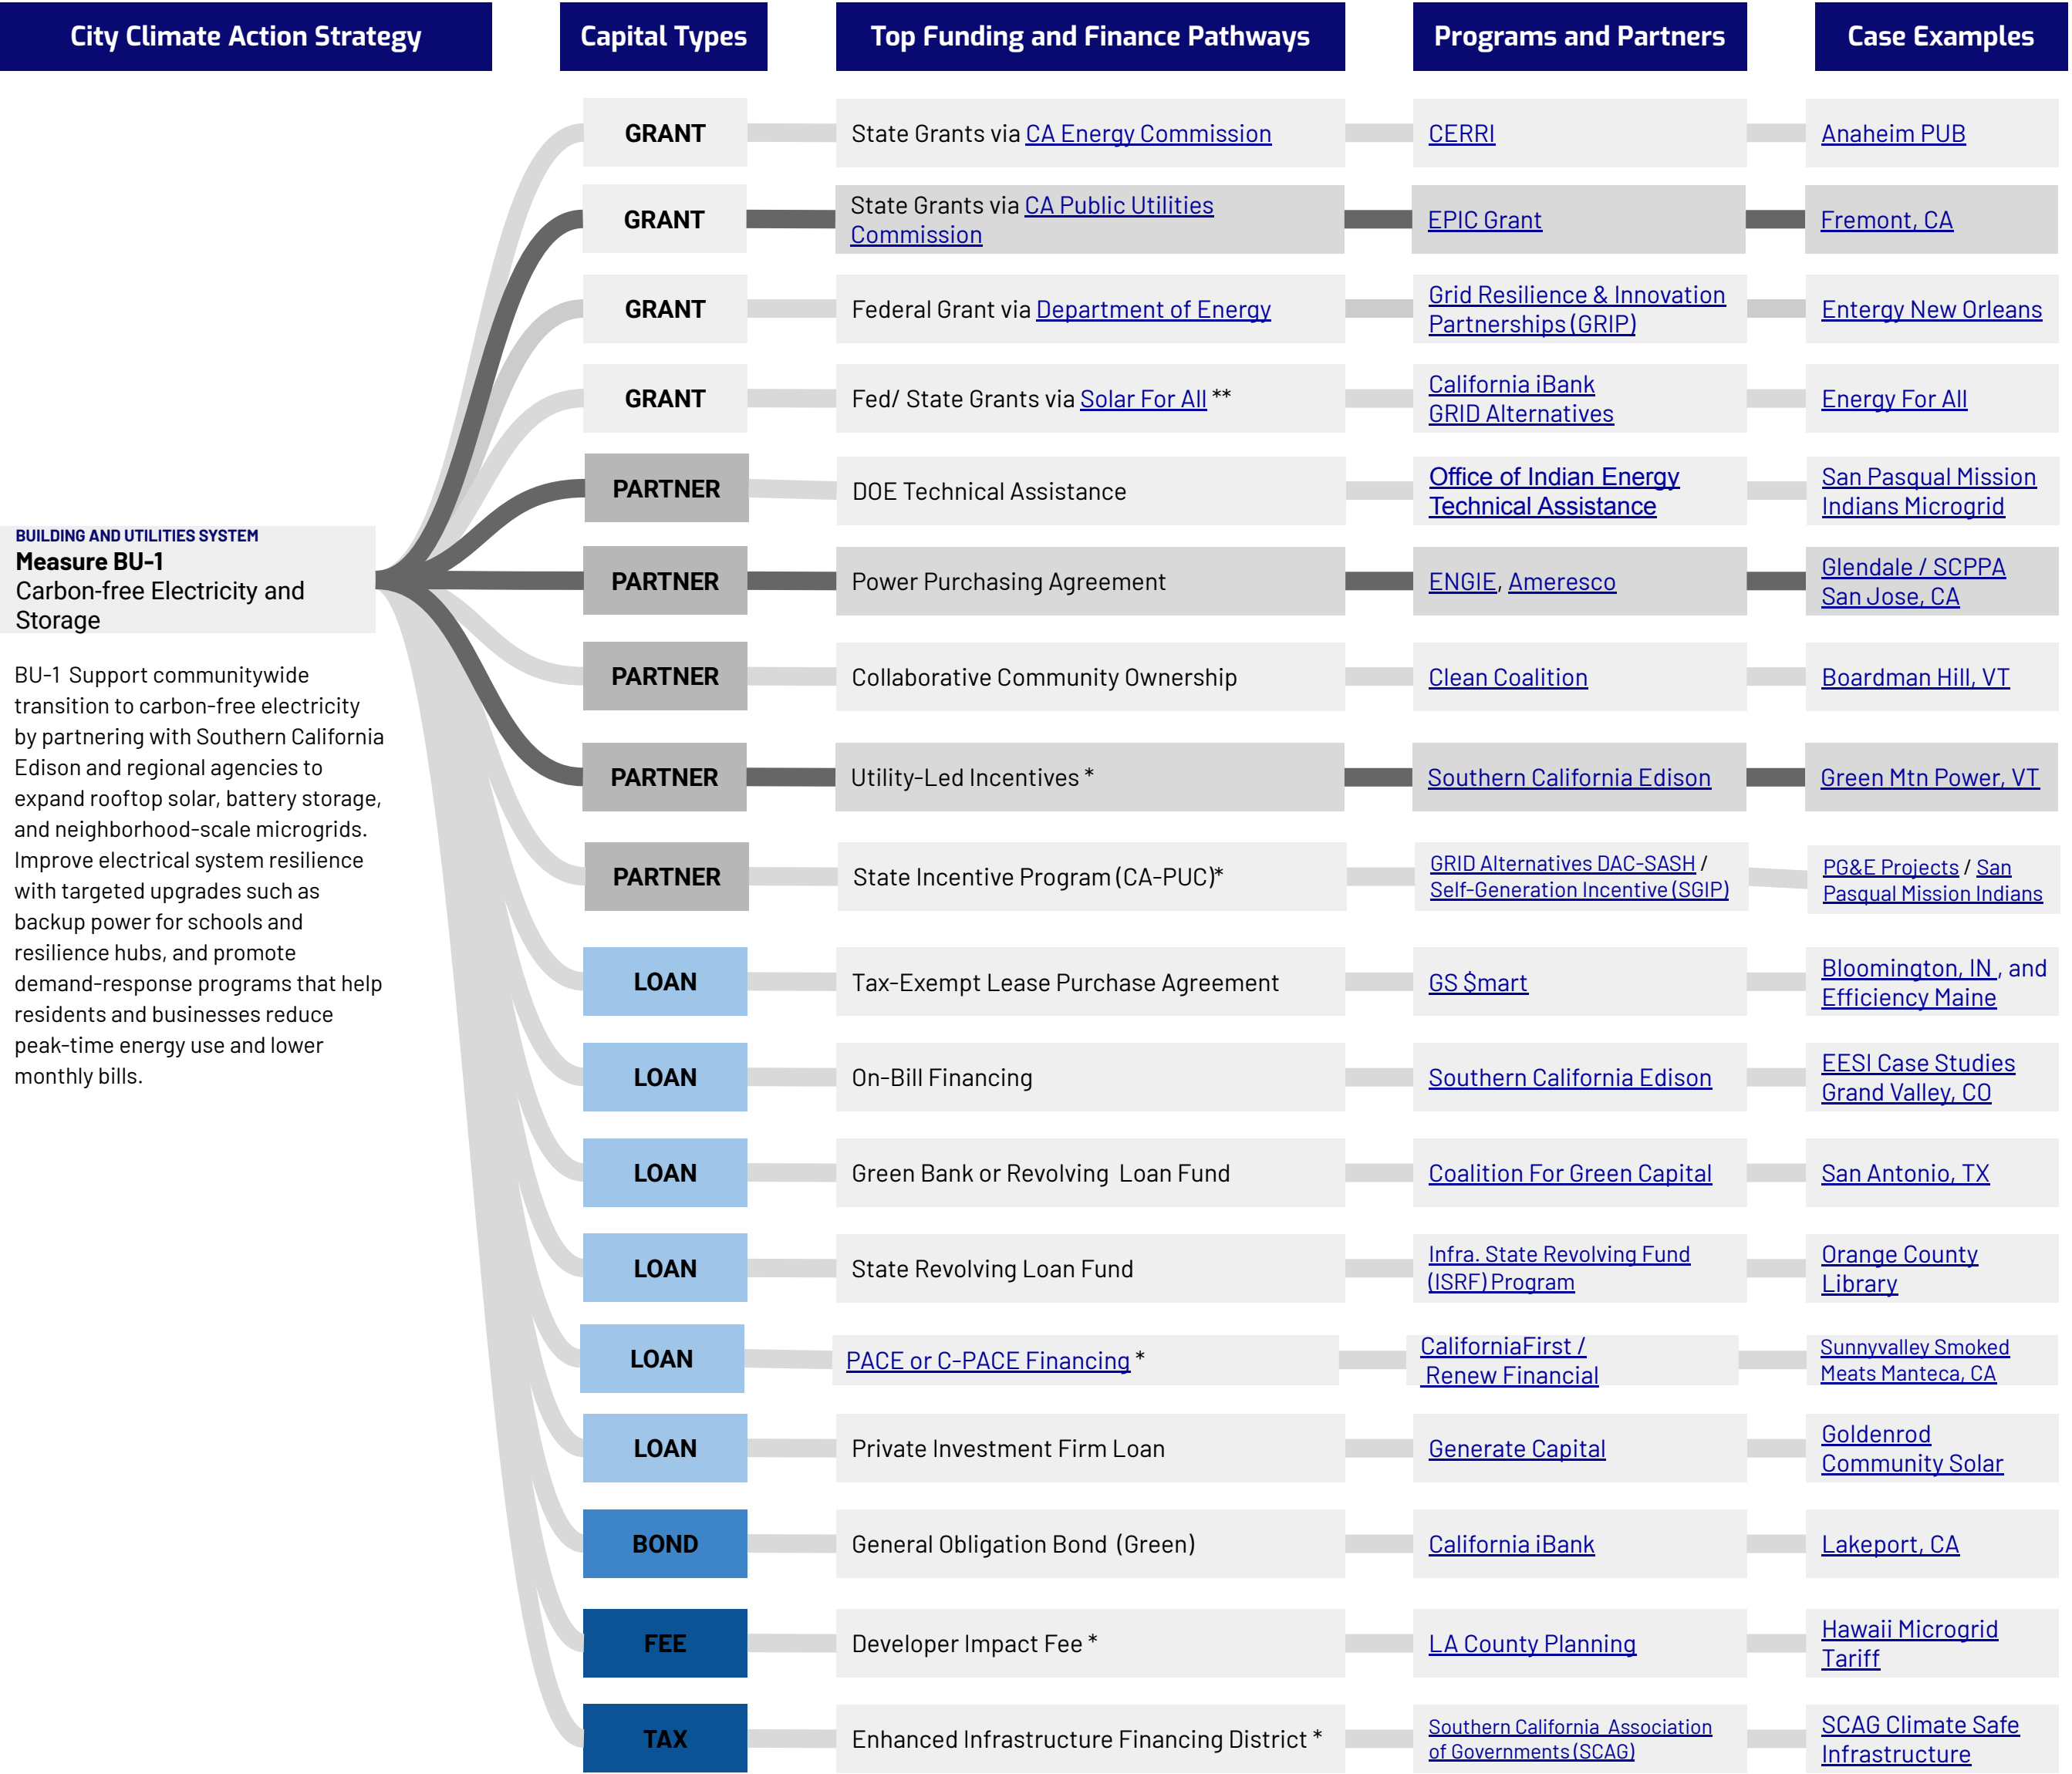 City Climate Action Strategy
Capital Types
Top Funding and Finance Pathways
Programs and Partners
Case Examples
BUILDING AND UTILITIES SYSTEM
Measure BU-1
Carbon-free Electricity and
Storage
BU-1 Support communitywide
transition to carbon-free electricity
by partnering with Southern California
Edison and regional agencies to
expand rooftop solar, battery storage,
and neighborhood-scale microgrids.
Improve electrical system resilience
with targeted upgrades such as
backup power for schools and
resilience hubs, and promote
demand-response programs that help
residents and businesses reduce
peak-time energy use and lower
monthly bills.
GRANT
State Grants via CA Energy Commission
CERRI
Anaheim PUB
GRANT
State Grants via CA Public Utilities
Commission
EPIC Grant
Fremont, CA
GRANT
Federal Grant via Department of Energy
Grid Resilience & Innovation
Partnerships (GRIP)
Entergy New Orleans
GRANT
Fed/ State Grants via Solar For All **
California iBank
GRID Alternatives
Energy For All
PARTNER
DOE Technical Assistance
Office of Indian Energy
Technical Assistance
San Pasqual Mission
Indians Microgrid
PARTNER
Power Purchasing Agreement
ENGIE, Ameresco
Glendale / SCPPA
San Jose, CA
PARTNER
Collaborative Community Ownership
Clean Coalition
Boardman Hill, VT
PARTNER
Utility-Led Incentives *
Southern California Edison
Green Mtn Power, VT
PARTNER
State Incentive Program (CA-PUC)*
GRID Alternatives DAC-SASH /
Self-Generation Incentive (SGIP)
PG&E Projects / San
Pasqual Mission Indians
LOAN
Tax-Exempt Lease Purchase Agreement
GS $mart
Bloomington, IN , and
Efficiency Maine
LOAN
On-Bill Financing
Southern California Edison
EESI Case Studies
Grand Valley, CO
LOAN
Green Bank or Revolving Loan Fund
Coalition For Green Capital
San Antonio, TX
LOAN
State Revolving Loan Fund
Infra. State Revolving Fund
(ISRF) Program
Orange County
Library
LOAN
PACE or C-PACE Financing *
CaliforniaFirst /
Renew Financial
Sunnyvalley Smoked
Meats Manteca, CA
LOAN
Private Investment Firm Loan
Generate Capital
Goldenrod
Community Solar
BOND
General Obligation Bond (Green)
California iBank
Lakeport, CA
FEE
Developer Impact Fee *
LA County Planning
Hawaii Microgrid
Tariff
TAX
Enhanced Infrastructure Financing District *
Southern California Association
of Governments (SCAG)
SCAG Climate Safe
Infrastructure